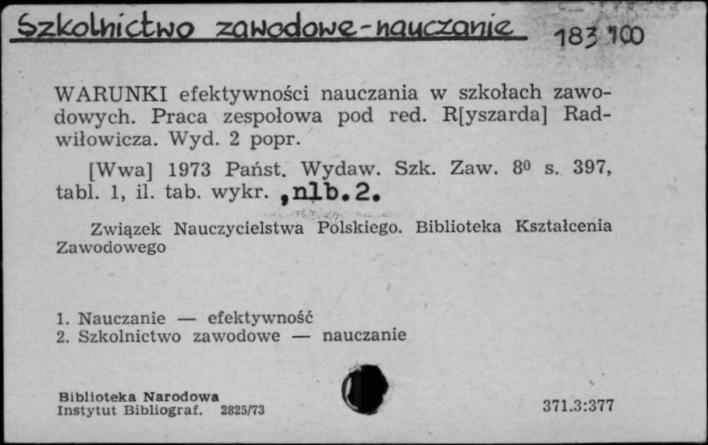 Szkolnictwo zawodowe-nauczanie
183 100
WARUNKI efektywności nauczania w szkołach zawo-
dowych. Praca zespołowa pod red. R[yszarda] Rad-
wiłowicza. Wyd. 2 popr.
[Wwa] 1973 Państ. Wydaw. Szk. Zaw. 8⁰ s. 397,
tabl. 1, il. tab. wykr. ,nlb.2.
Związek Nauczycielstwa Polskiego. Biblioteka Kształcenia
Zawodowego
1. Nauczanie — efektywność
2. Szkolnictwo zawodowe — nauczanie
Biblioteka Narodowa
Instytut Bibliograf. 2825/73
371.3:377